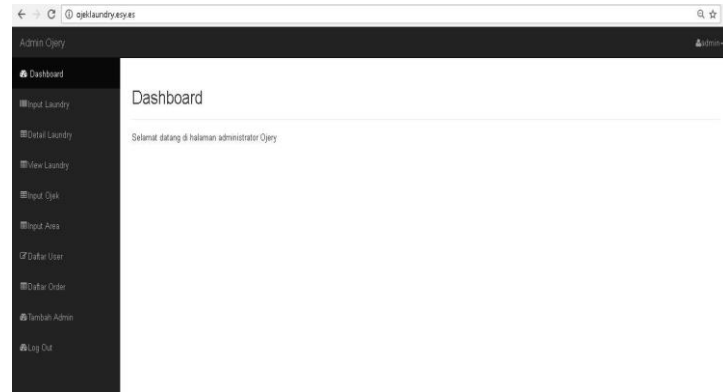 ojeklaundry.esy.es
Admin Ojery
admin
Dashboard
Input Laundry
Detail Laundry
View Laundry
Input Ojek
Input Area
Daftar User
Daftar Order
Tambah Admin
Log Out
Dashboard
Selamat datang di halaman administrator Ojery